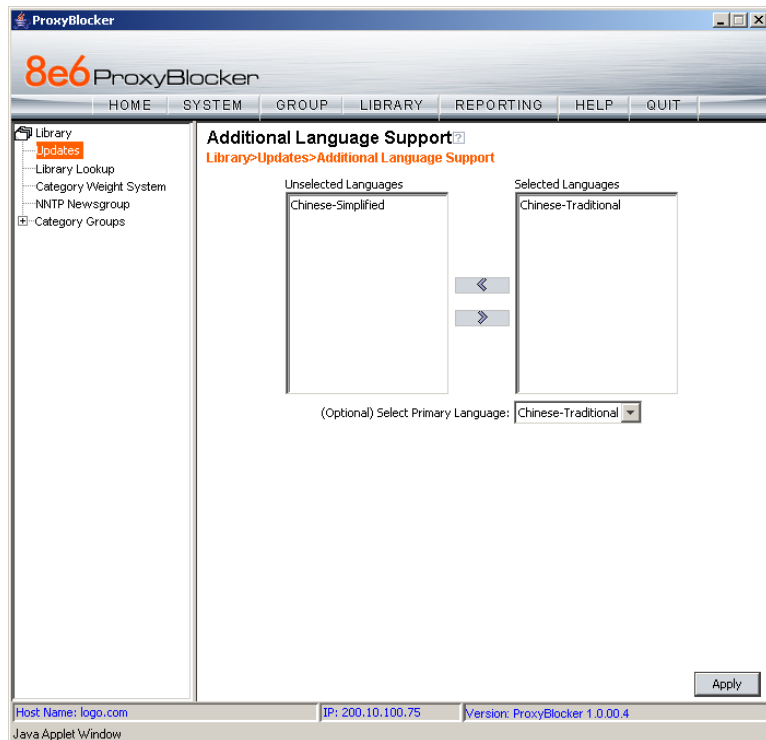 ProxyBlocker
8e6 ProxyBlocker
HOME SYSTEM GROUP LIBRARY REPORTING HELP QUIT
Library
Updates
Library Lookup
Category Weight System
NNTP Newsgroup
Category Groups
Additional Language Support?
Library>Updates>Additional Language Support
Unselected Languages
Selected Languages
Chinese-Simplified
Chinese-Traditional
(Optional) Select Primary Language: Chinese-Traditional
Apply
Host Name: logo.com
IP: 200.10.100.75
Version: ProxyBlocker 1.0.00.4
Java Applet Window